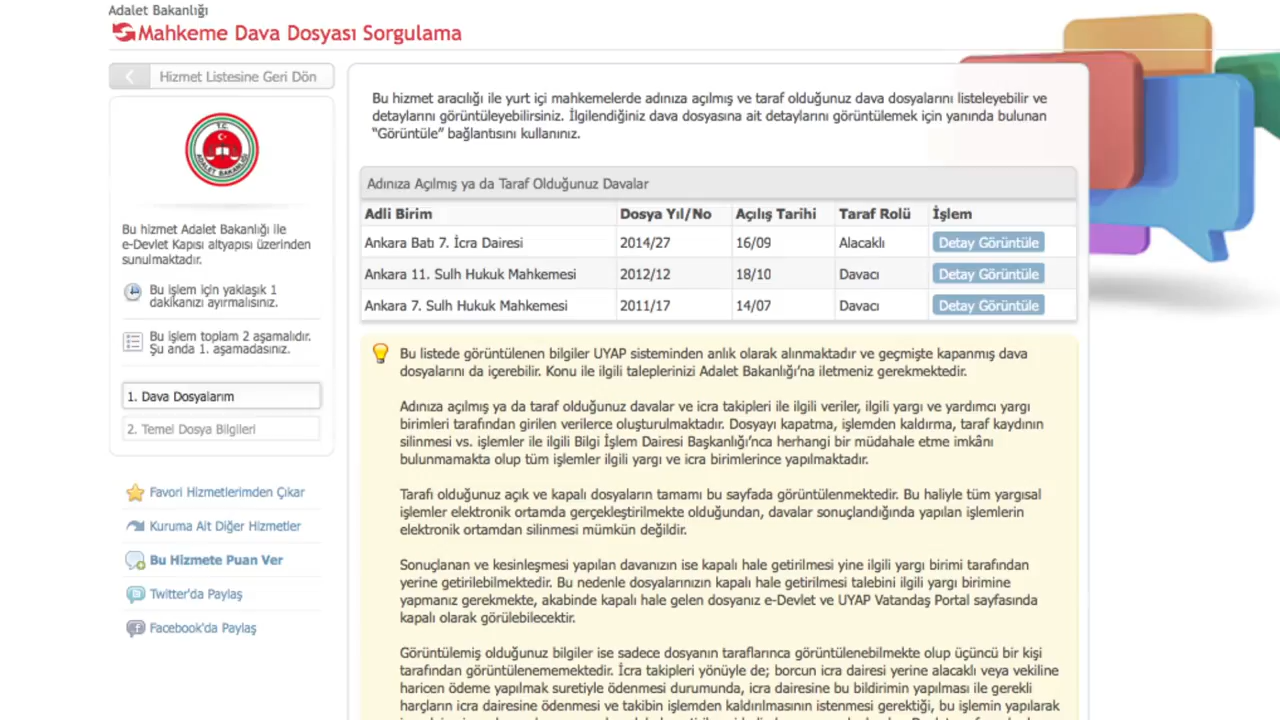 Adalet Bakanlığı
Mahkeme Dava Dosyası Sorgulama
Hizmet Listesine Geri Dön
T.C.
ADALET BAKANLIĞI
Bu hizmet Adalet Bakanlığı ile
e-Devlet Kapısı altyapısı üzerinden
sunulmaktadır.
Bu işlem için yaklaşık 1
dakikanızı ayırmalısınız.
Bu işlem toplam 2 aşamalıdır.
Şu anda 1. aşamadasınız.
1. Dava Dosyalarım
2. Temel Dosya Bilgileri
Favori Hizmetlerimden Çıkar
Kuruma Ait Diğer Hizmetler
Bu Hizmete Puan Ver
Twitter'da Paylaş
Facebook'da Paylaş
Bu hizmet aracılığı ile yurt içi mahkemelerde adınıza açılmış ve taraf olduğunuz dava dosyalarını listeleyebilir ve
detaylarını görüntüleyebilirsiniz. İlgilendiğiniz dava dosyasına ait detaylarını görüntülemek için yanında bulunan
“Görüntüle” bağlantısını kullanınız.
Adınıza Açılmış ya da Taraf Olduğunuz Davalar
Adli Birim Dosya Yıl/No Açılış Tarihi Taraf Rolü İşlem
Ankara Batı 7. İcra Dairesi 2014/27 16/09 Alacaklı Detay Görüntüle
Ankara 11. Sulh Hukuk Mahkemesi 2012/12 18/10 Davacı Detay Görüntüle
Ankara 7. Sulh Hukuk Mahkemesi 2011/17 14/07 Davacı Detay Görüntüle
Bu listede görüntülenen bilgiler UYAP sisteminden anlık olarak alınmaktadır ve geçmişte kapanmış dava
dosyalarını da içerebilir. Konu ile ilgili taleplerinizi Adalet Bakanlığı’na iletmeniz gerekmektedir.
Adınıza açılmış ya da taraf olduğunuz davalar ve icra takipleri ile ilgili veriler, ilgili yargı ve yardımcı yargı
birimleri tarafından girilen verilerce oluşturulmaktadır. Dosyayı kapatma, işlemden kaldırma, taraf kaydının
silinmesi vs. işlemler ile ilgili Bilgi İşlem Dairesi Başkanlığı’nca herhangi bir müdahale etme imkânı
bulunmamakta olup tüm işlemler ilgili yargı ve icra birimlerince yapılmaktadır.
Tarafı olduğunuz açık ve kapalı dosyaların tamamı bu sayfada görüntülenmektedir. Bu haliyle tüm yargısal
işlemler elektronik ortamda gerçekleştirilmekte olduğundan, davalar sonuçlandığında yapılan işlemlerin
elektronik ortamdan silinmesi mümkün değildir.
Sonuçlanan ve kesinleşmesi yapılan davanızın ise kapalı hale getirilmesi yine ilgili yargı birimi tarafından
yerine getirilebilmektedir. Bu nedenle dosyalarınızın kapalı hale getirilmesi talebini ilgili yargı birimine
yapmanız gerekmekte, akabinde kapalı hale gelen dosyanız e-Devlet ve UYAP Vatandaş Portal sayfasında
kapalı olarak görülebilecektir.
Görüntülemiş olduğunuz bilgiler ise sadece dosyanın taraflarınca görüntülenebilmekte olup üçüncü bir kişi
tarafından görüntülenememektedir. İcra takipleri yönüyle de; borcun icra dairesi yerine alacaklı veya vekiline
haricen ödeme yapılmak suretiyle ödenmesi durumunda, icra dairesine bu bildirimin yapılması ile gerekli
harçların icra dairesine ödenmesi ve takibin işlemden kaldırılmasının istenmesi gerektiği, bu işlemin yapılarak